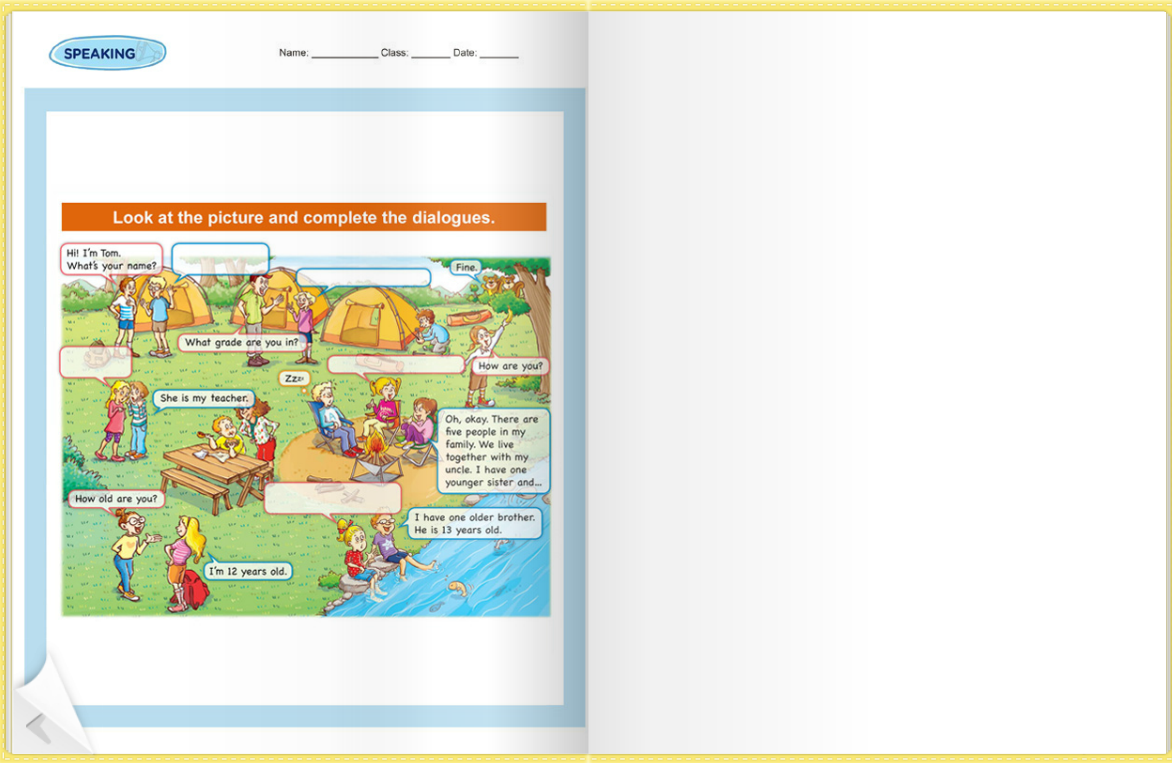 SPEAKING
Name: ____________ Class: _______ Date: _______
Look at the picture and complete the dialogues.
Hi! I'm Tom.
What's your name?
Fine.
What grade are you in?
How are you?
Zzz
She is my teacher.
Oh, okay. There are
five people in my
family. We live
together with my
uncle. I have one
younger sister and...
How old are you?
I have one older brother.
He is 13 years old.
I'm 12 years old.